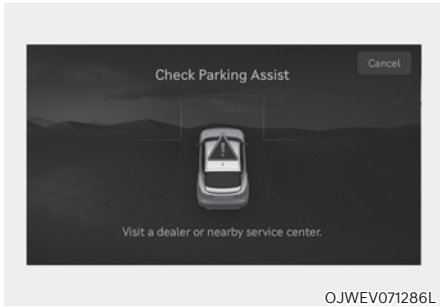 Cancel
Check Parking Assist
Visit a dealer or nearby service center.
OJWEV071286L